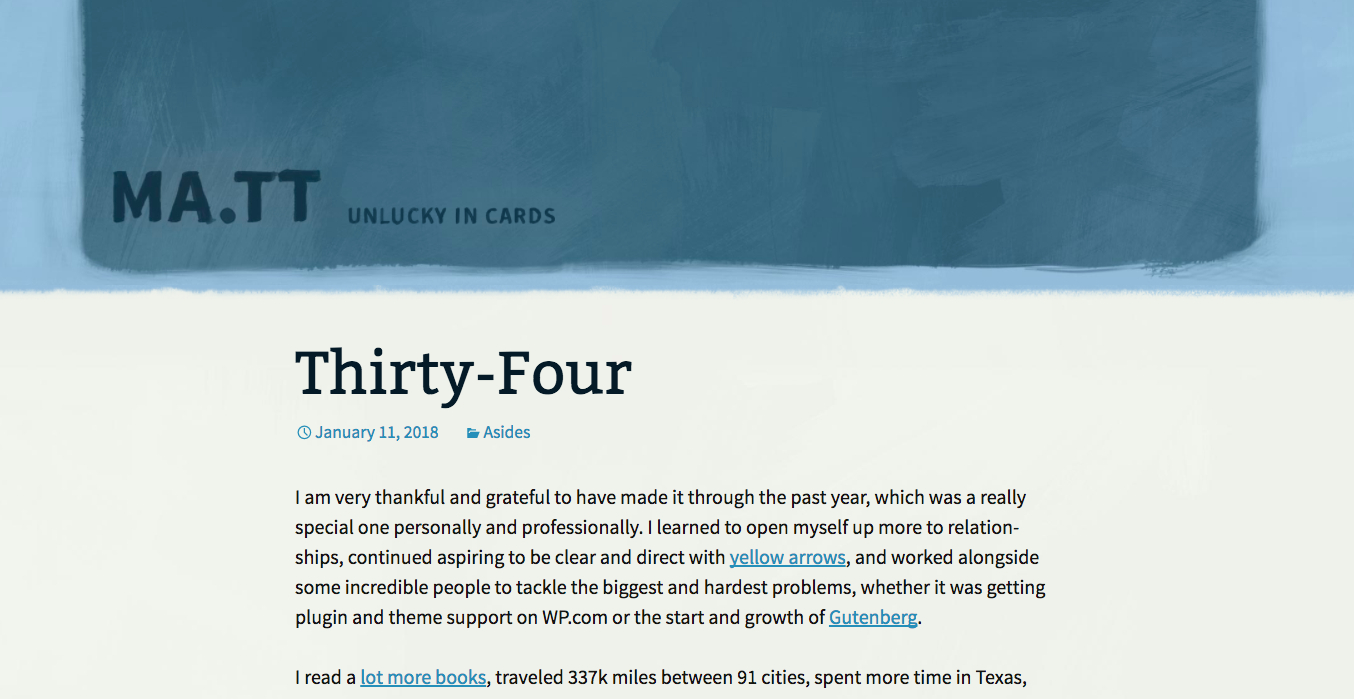 MA.TT UNLUCKY IN CARDS
Thirty-Four
January 11, 2018 Asides
I am very thankful and grateful to have made it through the past year, which was a really
special one personally and professionally. I learned to open myself up more to relation-
ships, continued aspiring to be clear and direct with yellow arrows, and worked alongside
some incredible people to tackle the biggest and hardest problems, whether it was getting
plugin and theme support on WP.com or the start and growth of Gutenberg.
I read a lot more books, traveled 337k miles between 91 cities, spent more time in Texas,